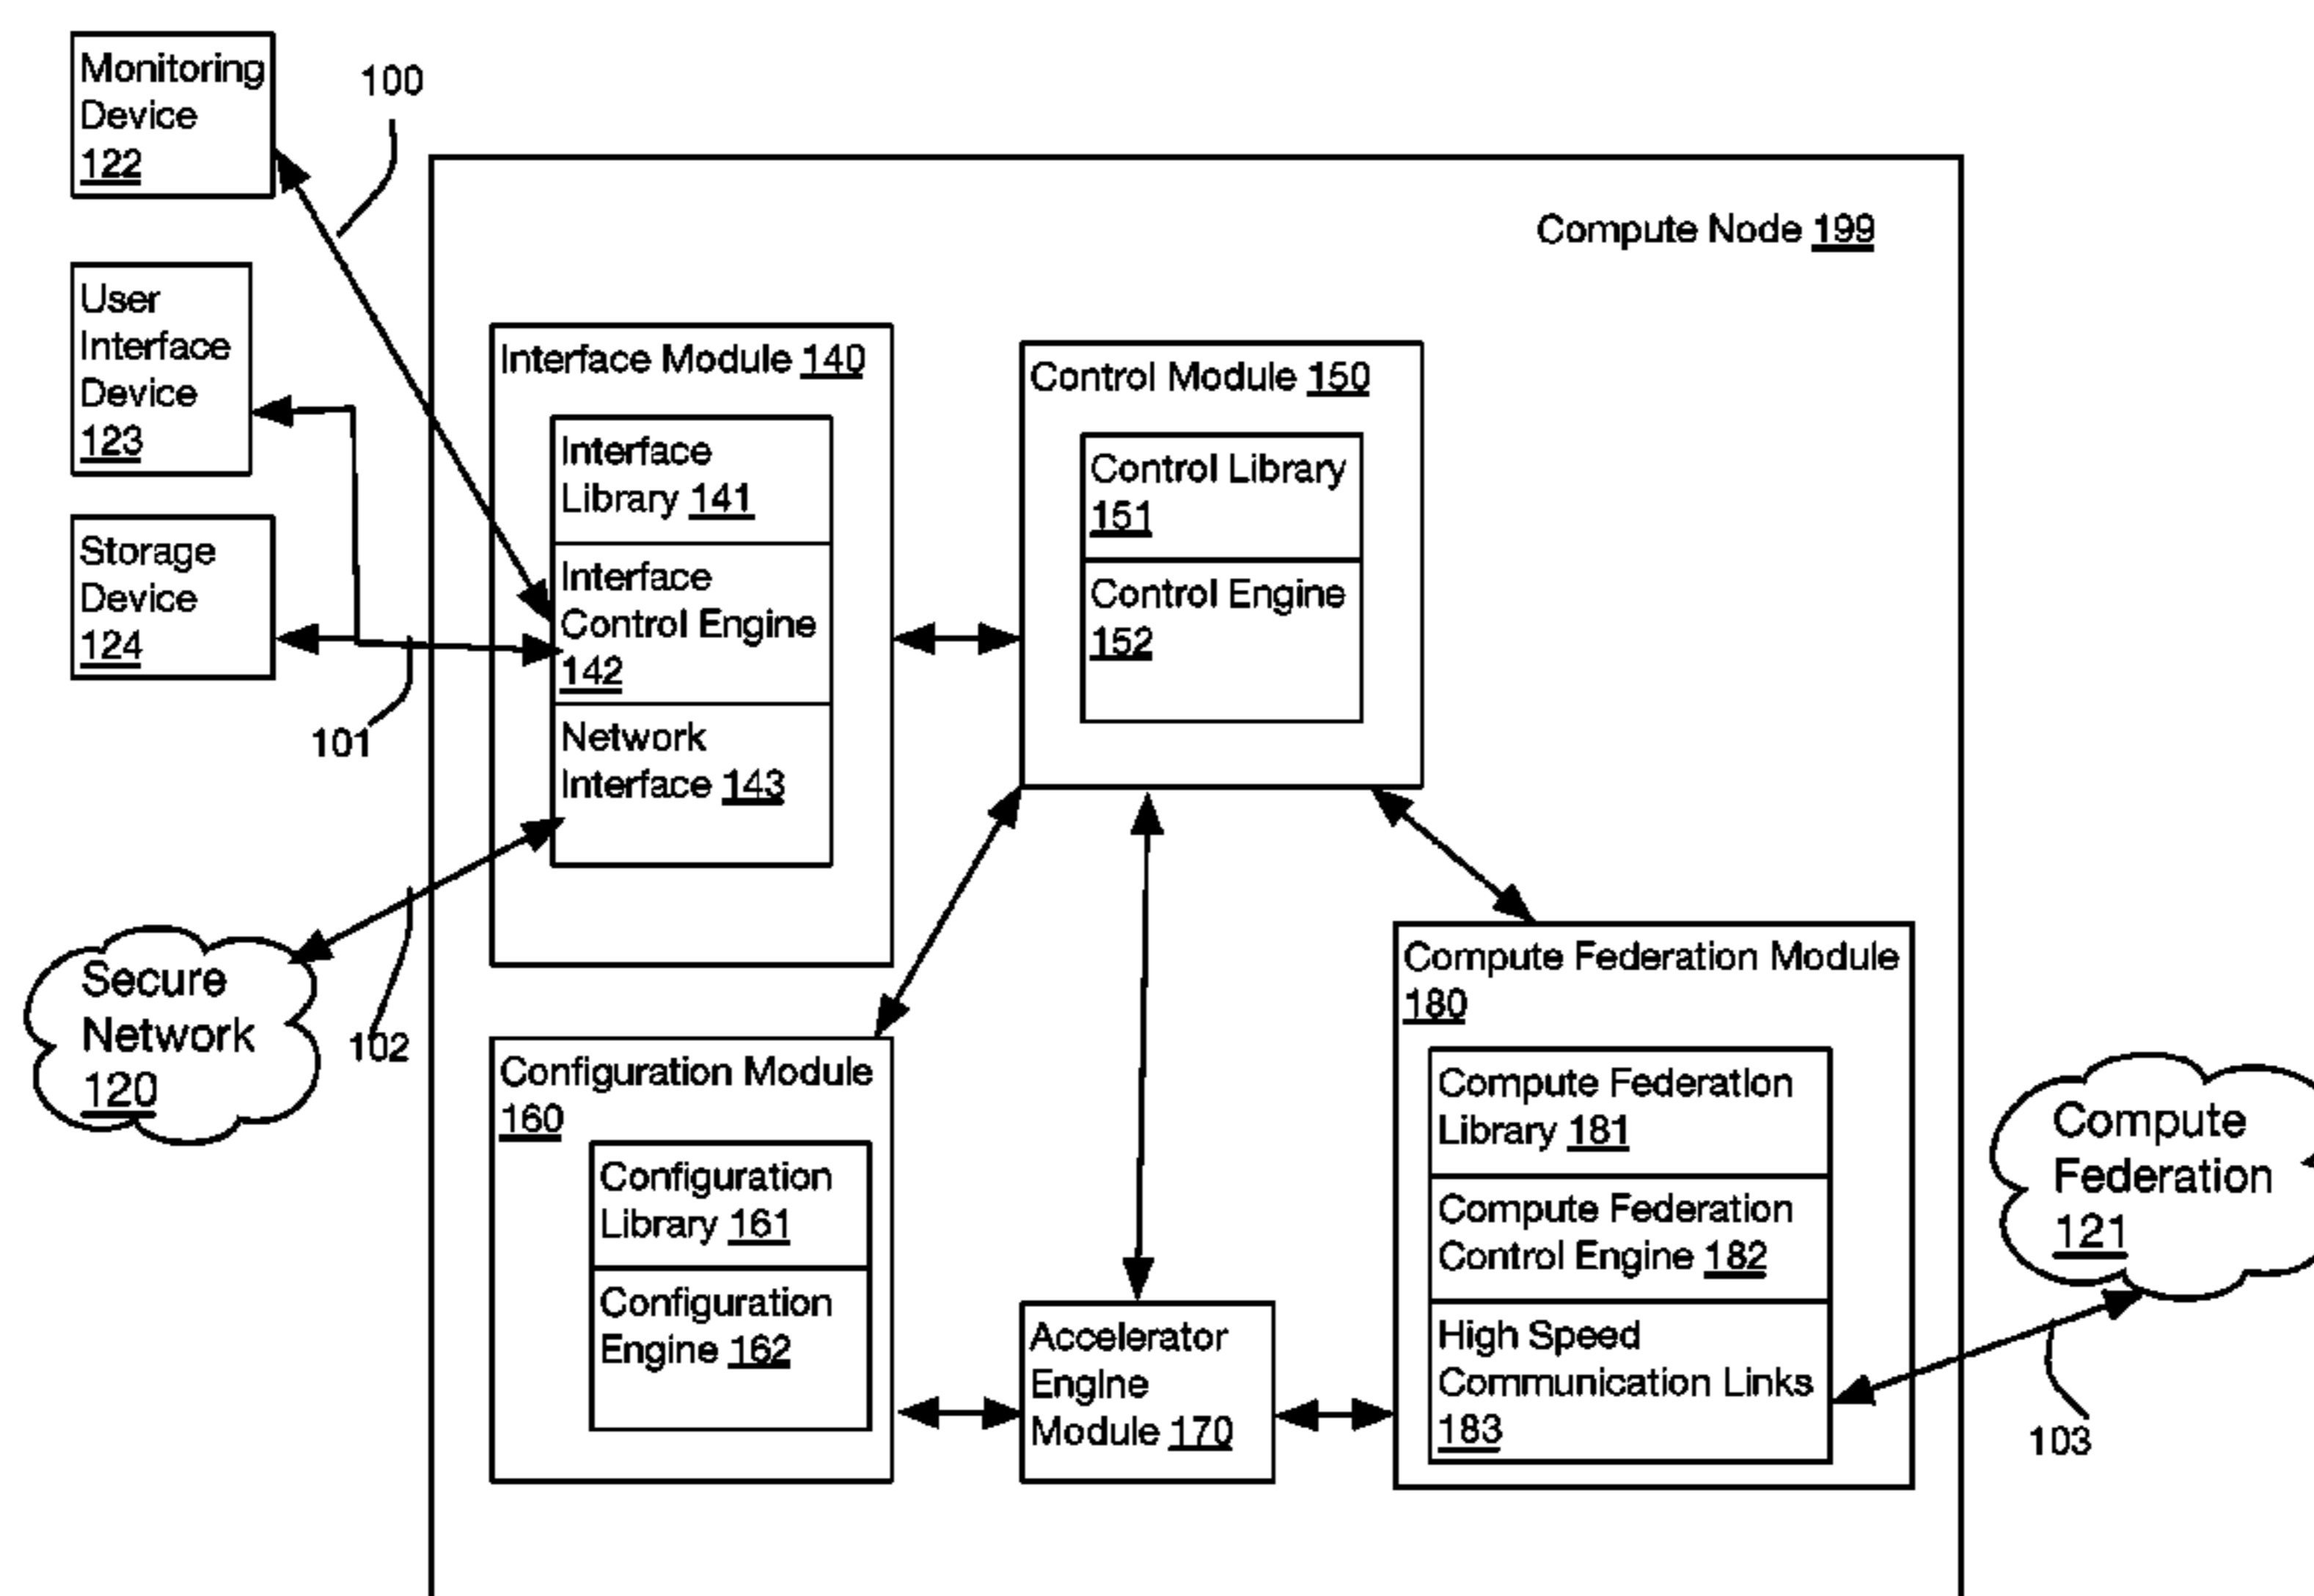 Monitoring
Device
122
100
Compute Node 199
User
Interface
Device
123
Storage
Device
124
101
Interface Module 140
Interface
Library 141
Interface
Control Engine
142
Network
Interface 143
Control Module 150
Control Library
151
Control Engine
152
Secure
Network
120
102
Configuration Module
160
Configuration
Library 161
Configuration
Engine 162
Accelerator
Engine
Module 170
Compute Federation Module
180
Compute Federation
Library 181
Compute Federation
Control Engine 182
High Speed
Communication Links
183
Compute
Federation
121
103